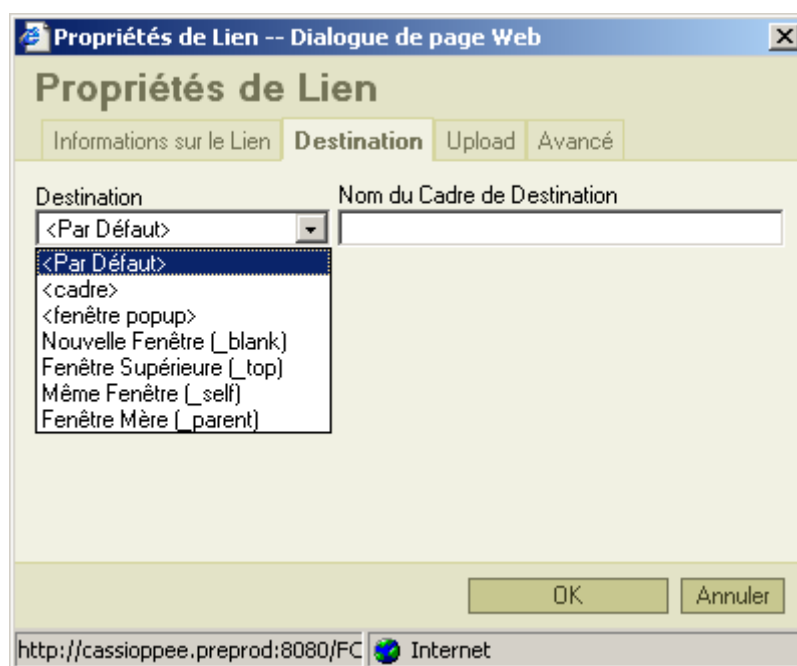 Propriétés de Lien -- Dialogue de page Web
Propriétés de Lien
Informations sur le Lien Destination Upload Avancé
Destination Nom du Cadre de Destination
<Par Défaut>
<Par Défaut>
<cadre>
<fenêtre popup>
Nouvelle Fenêtre (_blank)
Fenêtre Supérieure (_top)
Même Fenêtre (_self)
Fenêtre Mère (_parent)
OK Annuler
http://cassioppee.preprod:8080/FC Internet